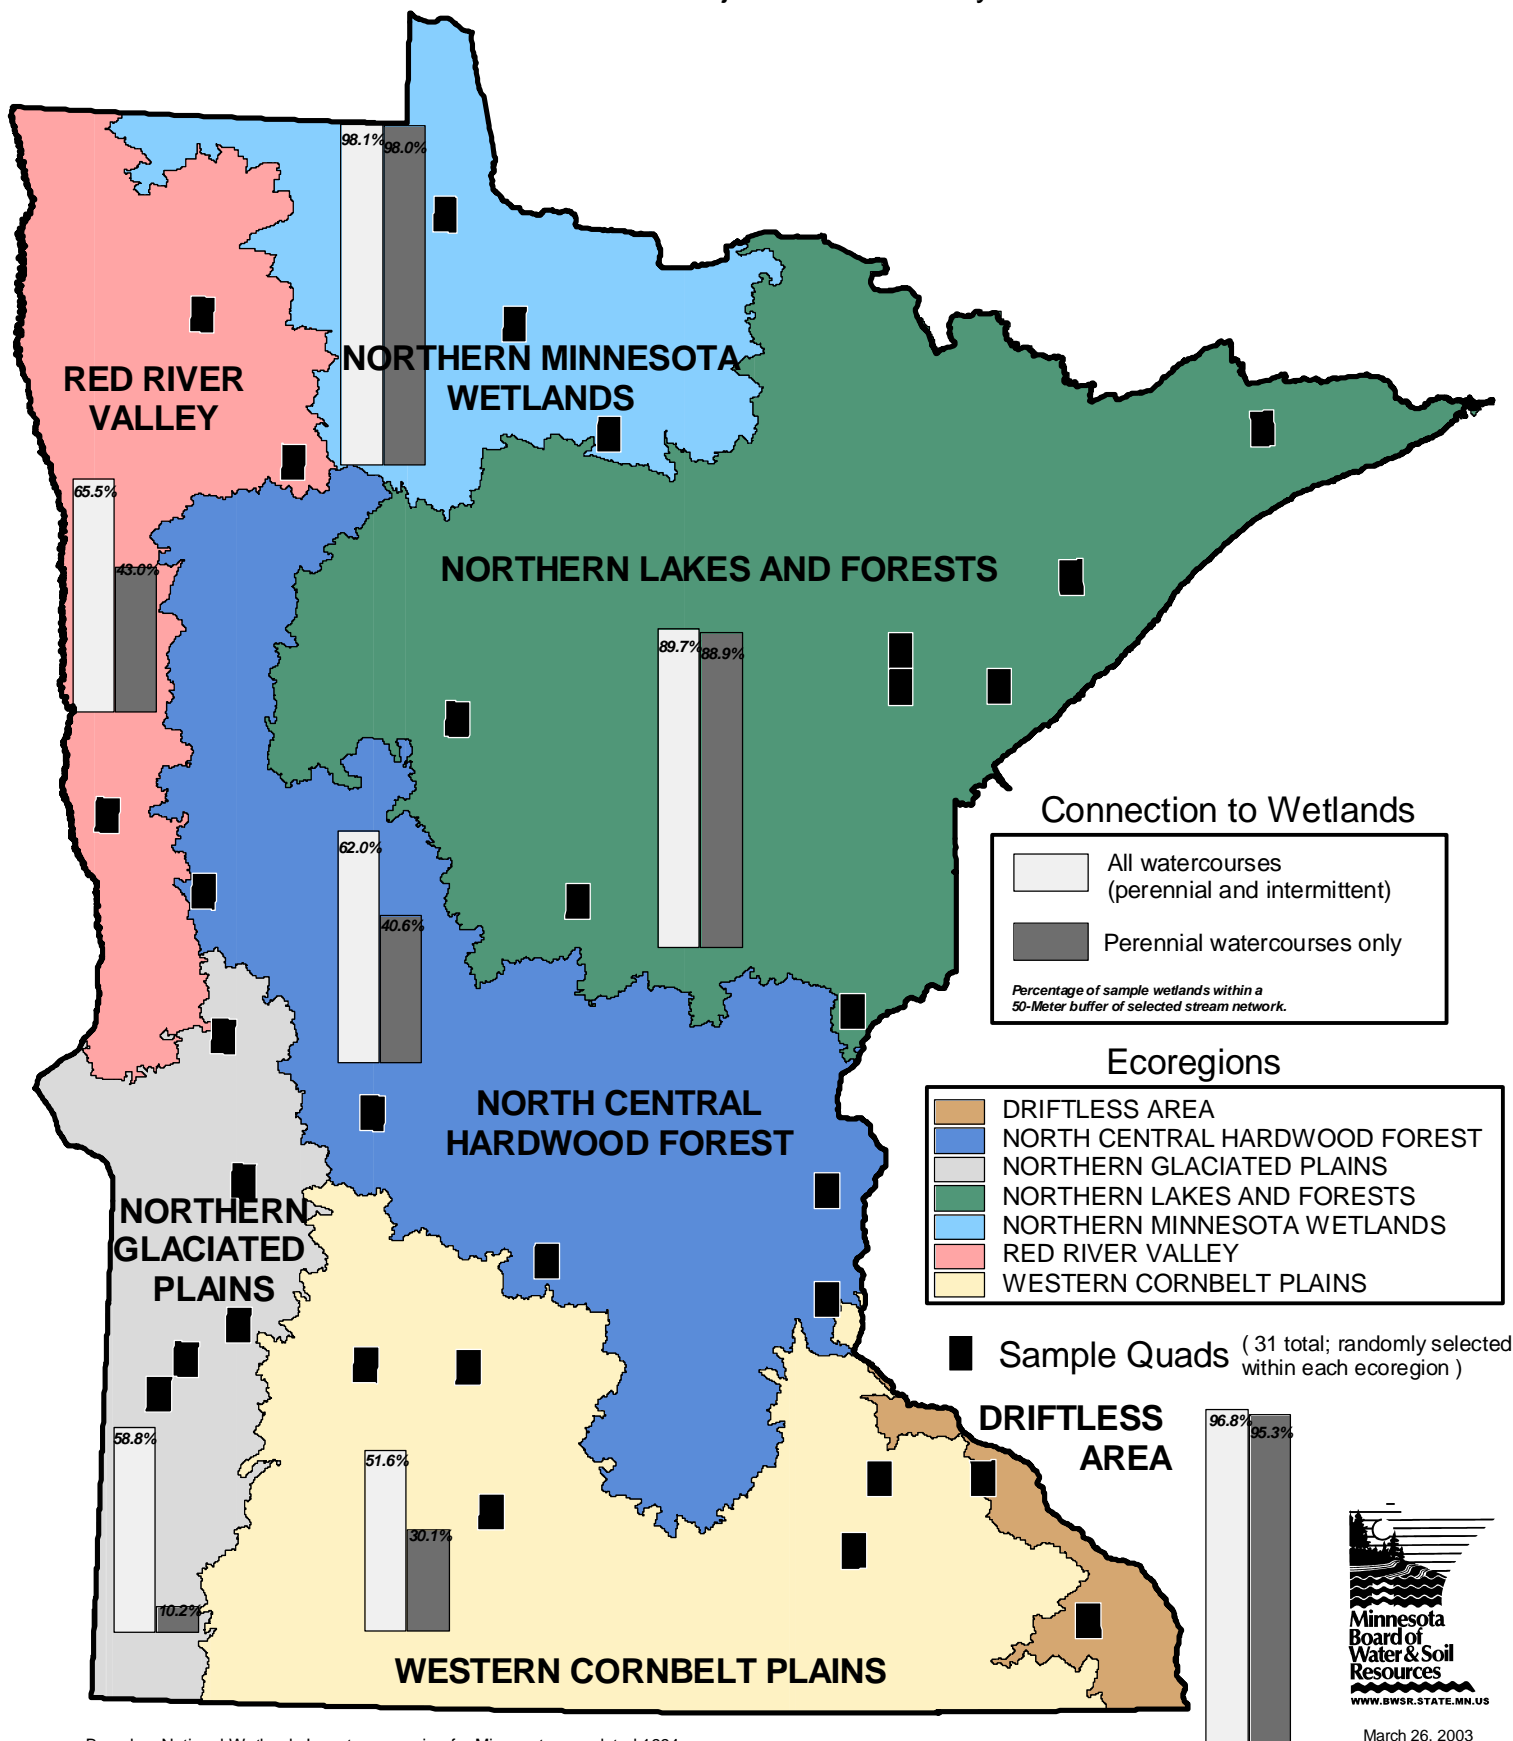 98.1%
98.0%
RED RIVER
VALLEY
NORTHERN MINNESOTA
WETLANDS
65.5%
43.0%
NORTHERN LAKES AND FORESTS
89.7%
88.9%
62.0%
40.6%
Connection to Wetlands
All watercourses
(perennial and intermittent)
Perennial watercourses only
Percentage of sample wetlands within a
50-Meter buffer of selected stream network.
Ecoregions
DRIFTLESS AREA
NORTH CENTRAL HARDWOOD FOREST
NORTHERN GLACIATED PLAINS
NORTHERN LAKES AND FORESTS
NORTHERN MINNESOTA WETLANDS
RED RIVER VALLEY
WESTERN CORNBELT PLAINS
NORTH CENTRAL
HARDWOOD FOREST
NORTHERN
GLACIATED
PLAINS
Sample Quads ( 31 total; randomly selected
within each ecoregion )
DRIFTLESS
AREA
96.8%
95.3%
58.8%
10.2%
51.6%
30.1%
WESTERN CORNBELT PLAINS
Minnesota
Board of
Water & Soil
Resources
WWW.BWSR.STATE.MN.US
March 26, 2003